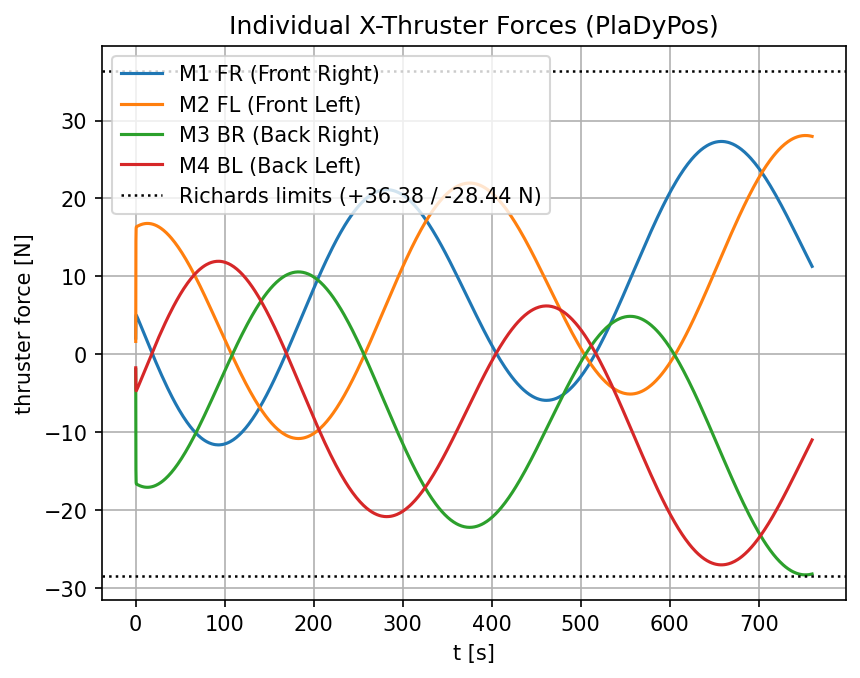 Individual X-Thruster Forces (PlaDyPos)
M1 FR (Front Right)
M2 FL (Front Left)
M3 BR (Back Right)
M4 BL (Back Left)
Richards limits (+36.38 / -28.44 N)
thruster force [N]
30
20
10
0
−10
−20
−30
0 100 200 300 400 500 600 700
t [s]